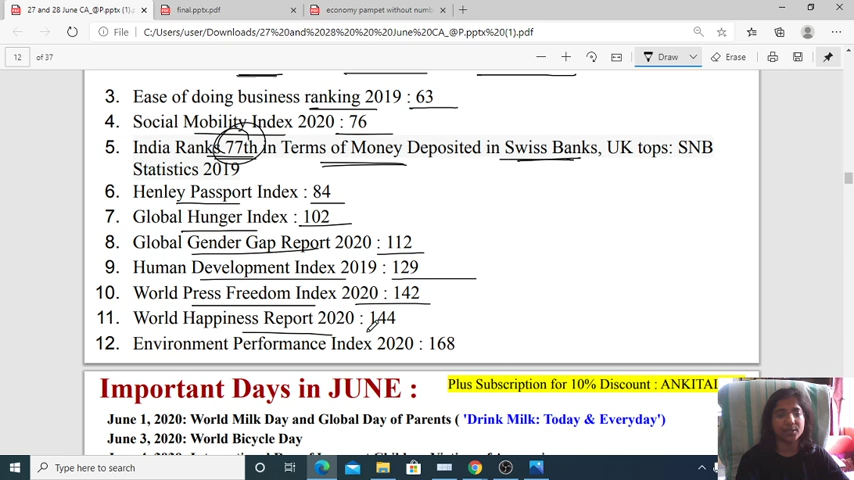 27 and 28 June CA_@P.pptx (1).p
final.pptx.pdf
economy pampet without numb
File
C:/Users/user/Downloads/27%20and%2028%20%20%20June%20CA_@P.pptx%20(1).pdf
12 of 37
Draw
Erase
3. Ease of doing business ranking 2019 : 63
4. Social Mobility Index 2020 : 76
5. India Ranks 77th in Terms of Money Deposited in Swiss Banks, UK tops: SNB
Statistics 2019
6. Henley Passport Index : 84
7. Global Hunger Index : 102
8. Global Gender Gap Report 2020 : 112
9. Human Development Index 2019 : 129
10. World Press Freedom Index 2020 : 142
11. World Happiness Report 2020 : 144
12. Environment Performance Index 2020 : 168
Important Days in JUNE :
Plus Subscription for 10% Discount : ANKITAL
June 1, 2020: World Milk Day and Global Day of Parents ( 'Drink Milk: Today & Everyday')
June 3, 2020: World Bicycle Day
Type here to search